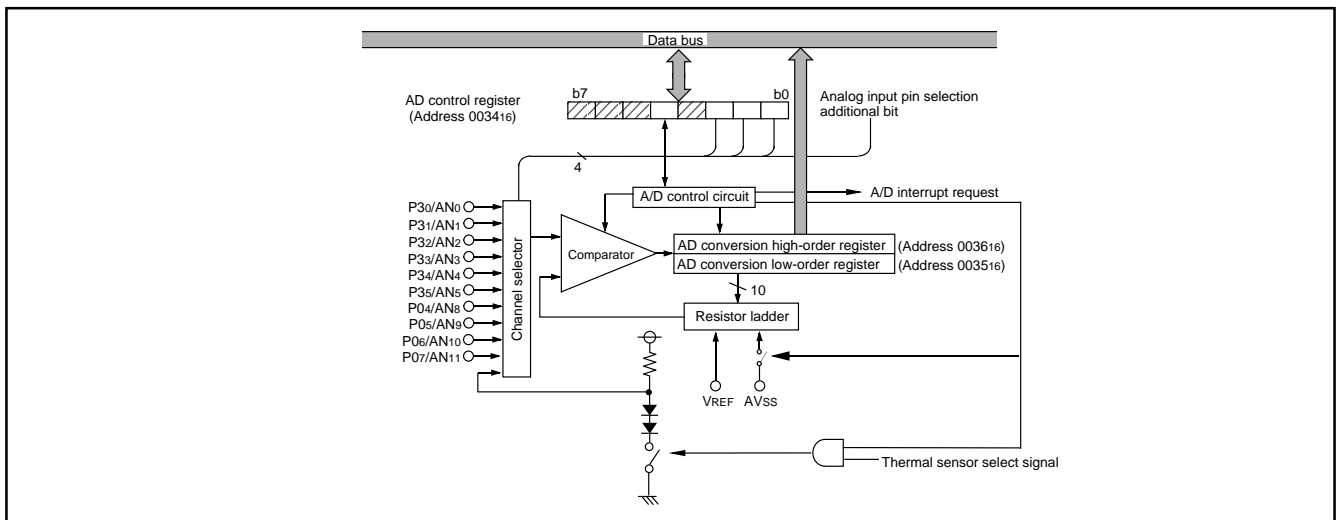 Data bus
b7
b0
AD control register
(Address 003416)
Analog input pin selection
additional bit
4
A/D control circuit
A/D interrupt request
P30/AN0
P31/AN1
P32/AN2
P33/AN3
P34/AN4
P35/AN5
P04/AN8
P05/AN9
P06/AN10
P07/AN11
Channel selector
Comparator
AD conversion high-order register
(Address 003616)
AD conversion low-order register
(Address 003516)
10
Resistor ladder
VREF
AVSS
Thermal sensor select signal